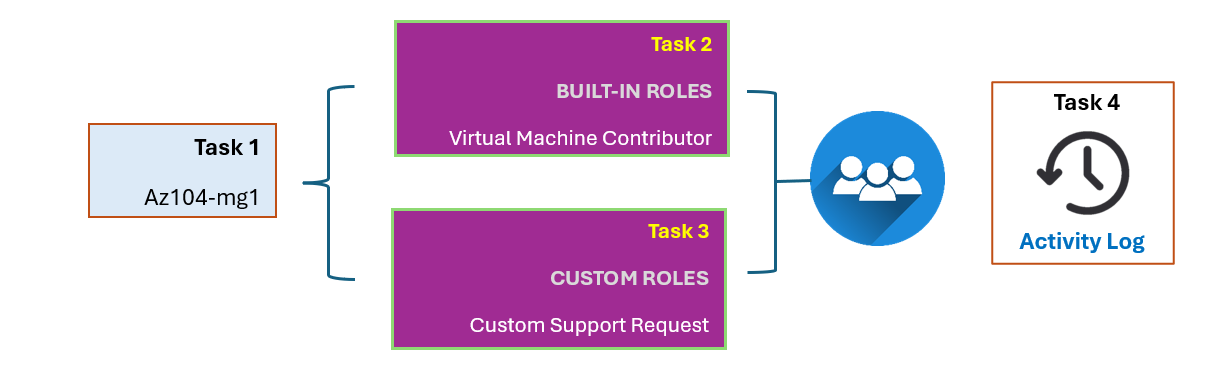 Task 1
Az104-mg1
Task 2
BUILT-IN ROLES
Virtual Machine Contributor
Task 3
CUSTOM ROLES
Custom Support Request
Task 4
Activity Log